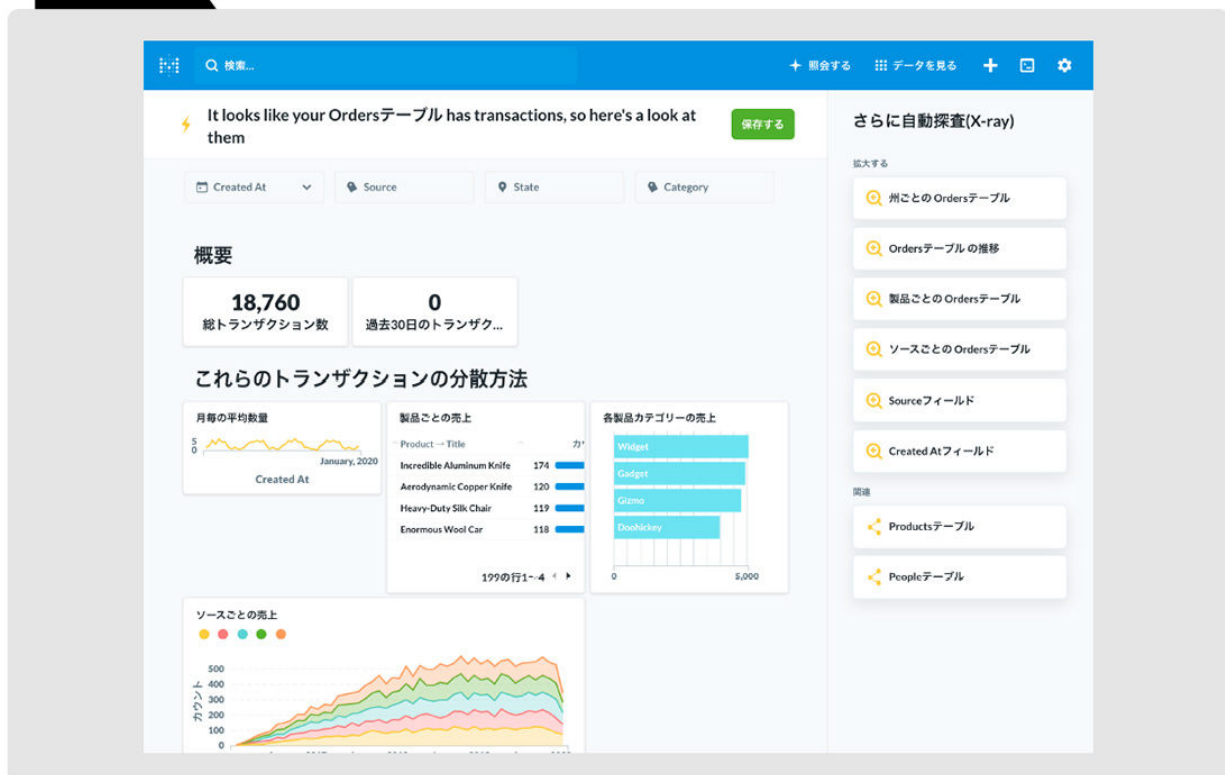 検索...
照会する
データを見る
It looks like your Ordersテーブル has transactions, so here's a look at
them
保存する
Created At
Source
State
Category
概要
18,760
総トランザクション数
0
過去30日のトランザク...
これらのトランザクションの分散方法
月毎の平均数量
5
0
January, 2020
Created At
製品ごとの売上
Product → Title
Incredible Aluminum Knife 174
Aerodynamic Copper Knife 120
Heavy-Duty Silk Chair 119
Enormous Wool Car 118
199の行1-4
各製品カテゴリーの売上
Widget
Gadget
Gizmo
Doohickey
0 5,000
ソースごとの売上
カウント
500
400
300
200
100
0
さらに自動探査(X-ray)
拡大する
州ごとの Ordersテーブル
Ordersテーブル の推移
製品ごとの Ordersテーブル
ソースごとの Ordersテーブル
Sourceフィールド
Created Atフィールド
関連
Productsテーブル
Peopleテーブル